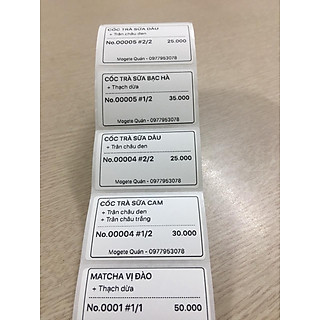 CỐC TRÀ SỮA DÂU
+ Trân châu đen
No.00005 #2/2 25.000
Mogete Quán - 0977953078
CỐC TRÀ SỮA BẠC HÀ
+ Thạch dừa
No.00005 #1/2 35.000
Mogete Quán - 0977953078
CỐC TRÀ SỮA DÂU
+ Trân châu đen
No.00004 #2/2 25.000
Mogete Quán - 0977953078
CỐC TRÀ SỮA CAM
+ Trân châu đen
+ Trân châu trắng
No.00004 #1/2 30.000
Mogete Quán - 0977953078
MATCHA VỊ ĐÀO
+ Thạch dừa
No.0001 #1/1 50.000